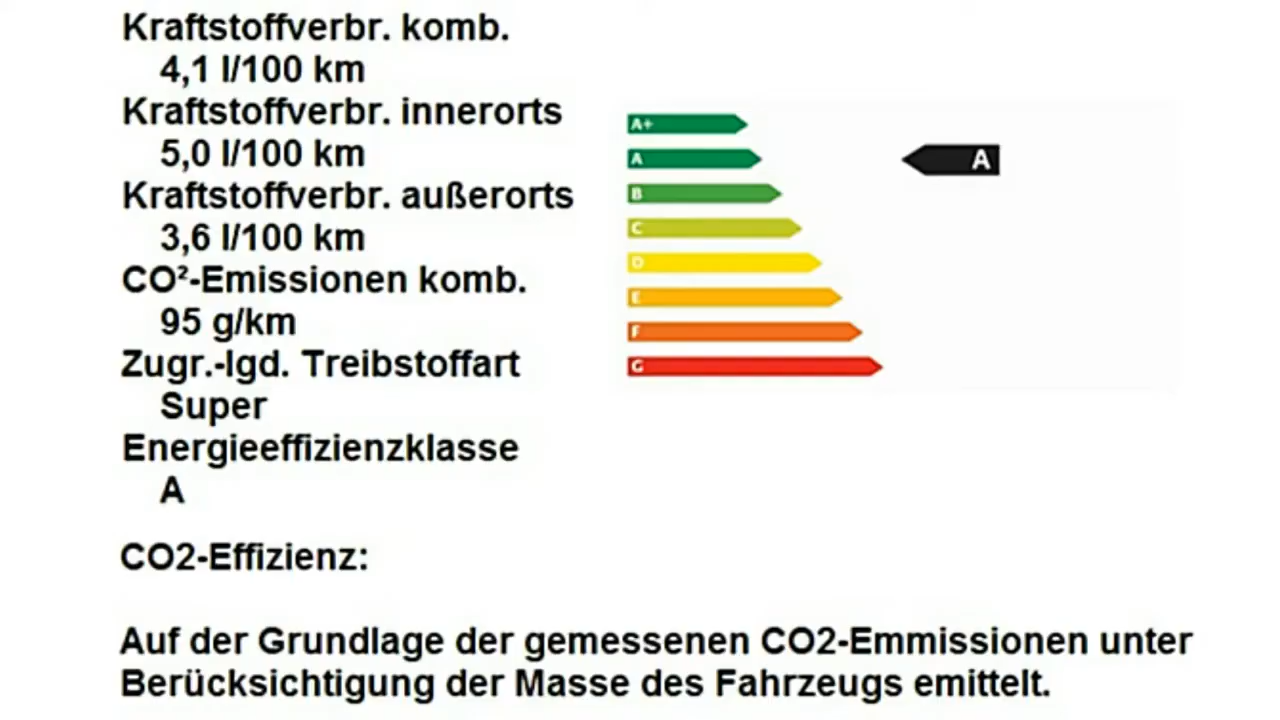 Kraftstoffverbr. komb.
4,1 l/100 km
Kraftstoffverbr. innerorts
5,0 l/100 km
Kraftstoffverbr. außerorts
3,6 l/100 km
CO²-Emissionen komb.
95 g/km
Zugr.-lgd. Treibstoffart
Super
Energieeffizienzklasse
A
A+
A
A
B
C
D
E
F
G
CO2-Effizienz:
Auf der Grundlage der gemessenen CO2-Emmissionen unter
Berücksichtigung der Masse des Fahrzeugs emittelt.